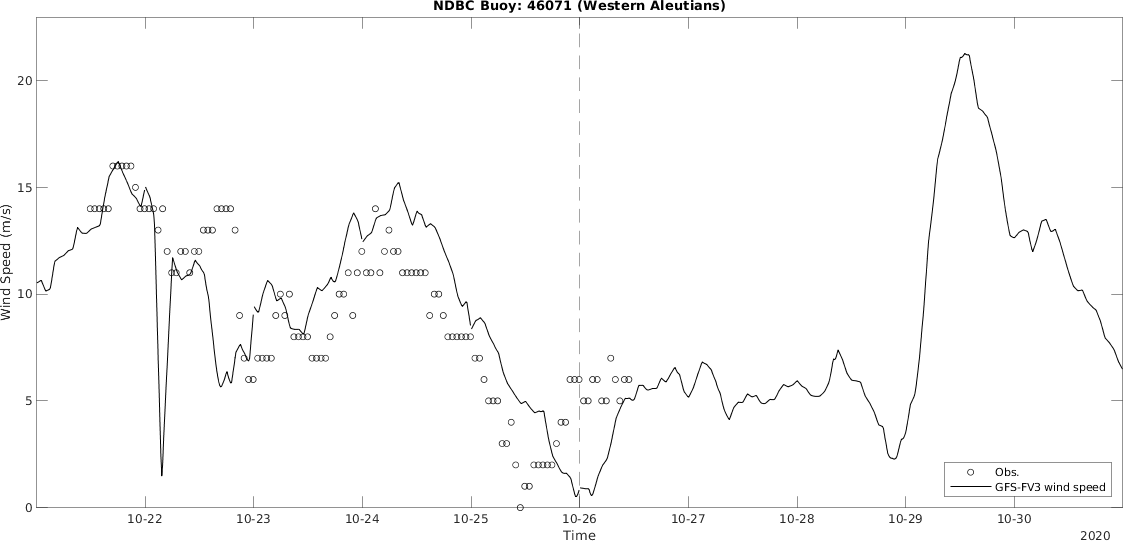 NDBC Buoy: 46071 (Western Aleutians)
Wind Speed (m/s)
20
15
10
5
0
10-22 10-23 10-24 10-25 10-26 10-27 10-28 10-29 10-30
Time
2020
Obs.
GFS-FV3 wind speed